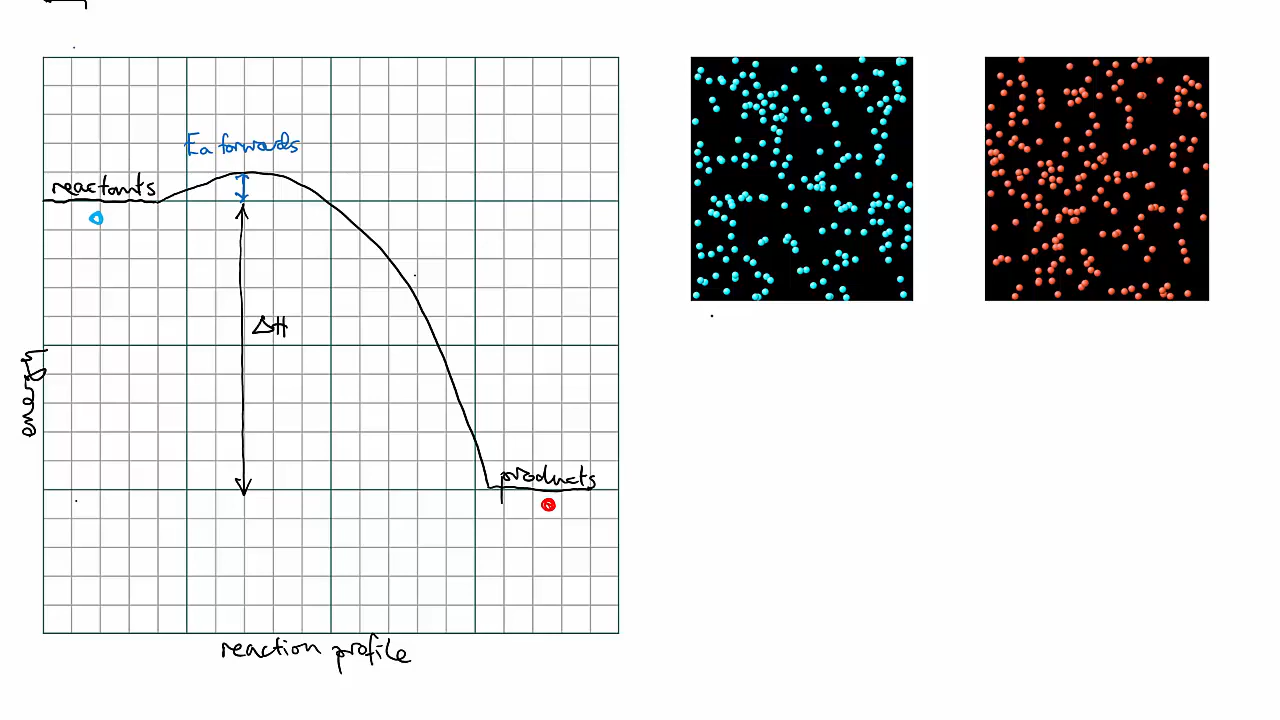 Ea forwards
reactants
ΔH
energy
products
reaction profile